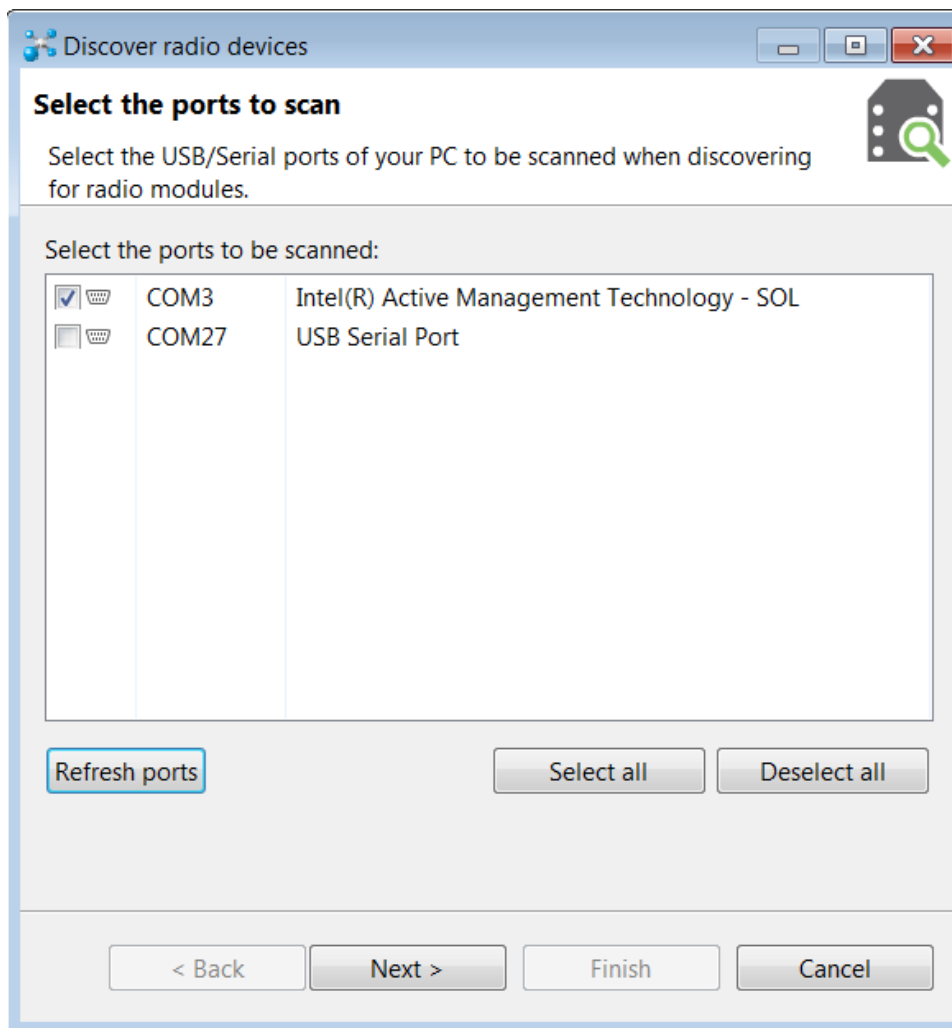 Discover radio devices
Select the ports to scan
Select the USB/Serial ports of your PC to be scanned when discovering
for radio modules.
Select the ports to be scanned:
COM3 Intel(R) Active Management Technology - SOL
COM27 USB Serial Port
Refresh ports Select all Deselect all
< Back Next > Finish Cancel